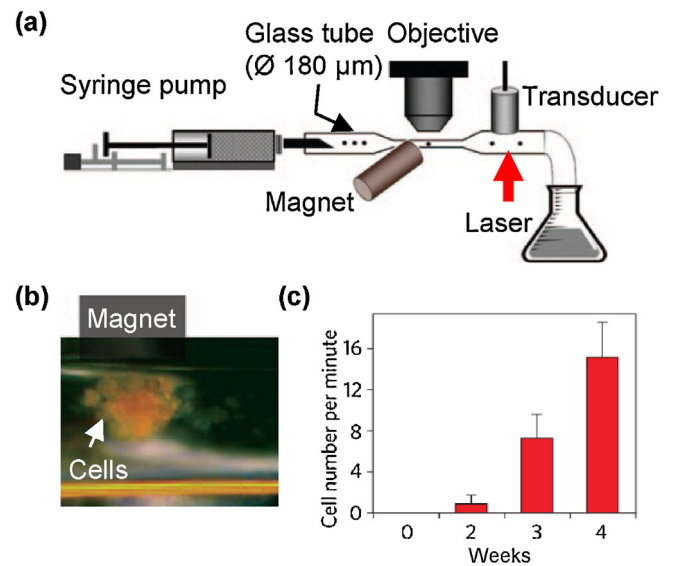 (a)
Glass tube
(Ø 180 µm)
Objective
Syringe pump
Transducer
Magnet
Laser
(b)
Magnet
Cells
(c)
Cell number per minute
16
12
8
4
0
0 2 3 4
Weeks